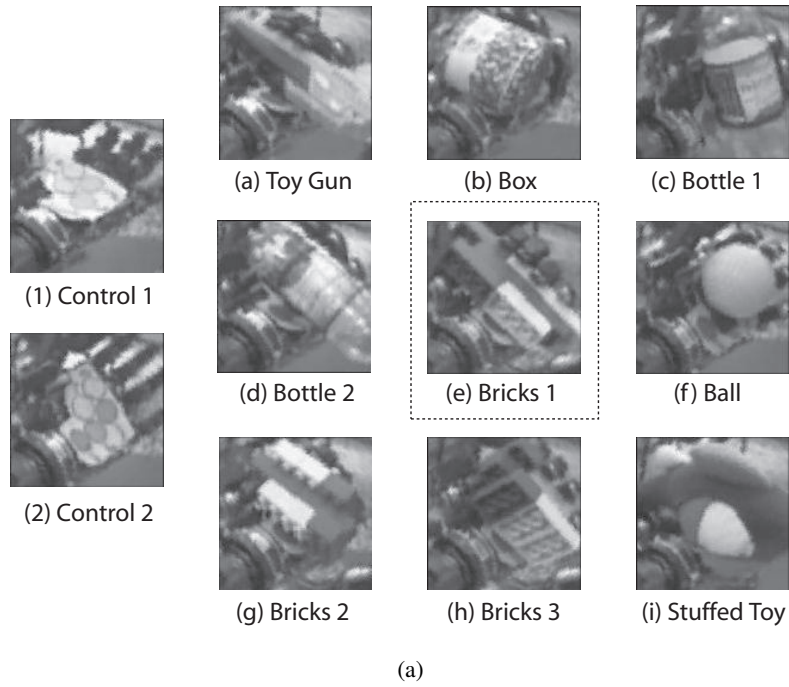 (a) Toy Gun
(b) Box
(c) Bottle 1
(1) Control 1
(d) Bottle 2
(e) Bricks 1
(f) Ball
(2) Control 2
(g) Bricks 2
(h) Bricks 3
(i) Stuffed Toy
(a)